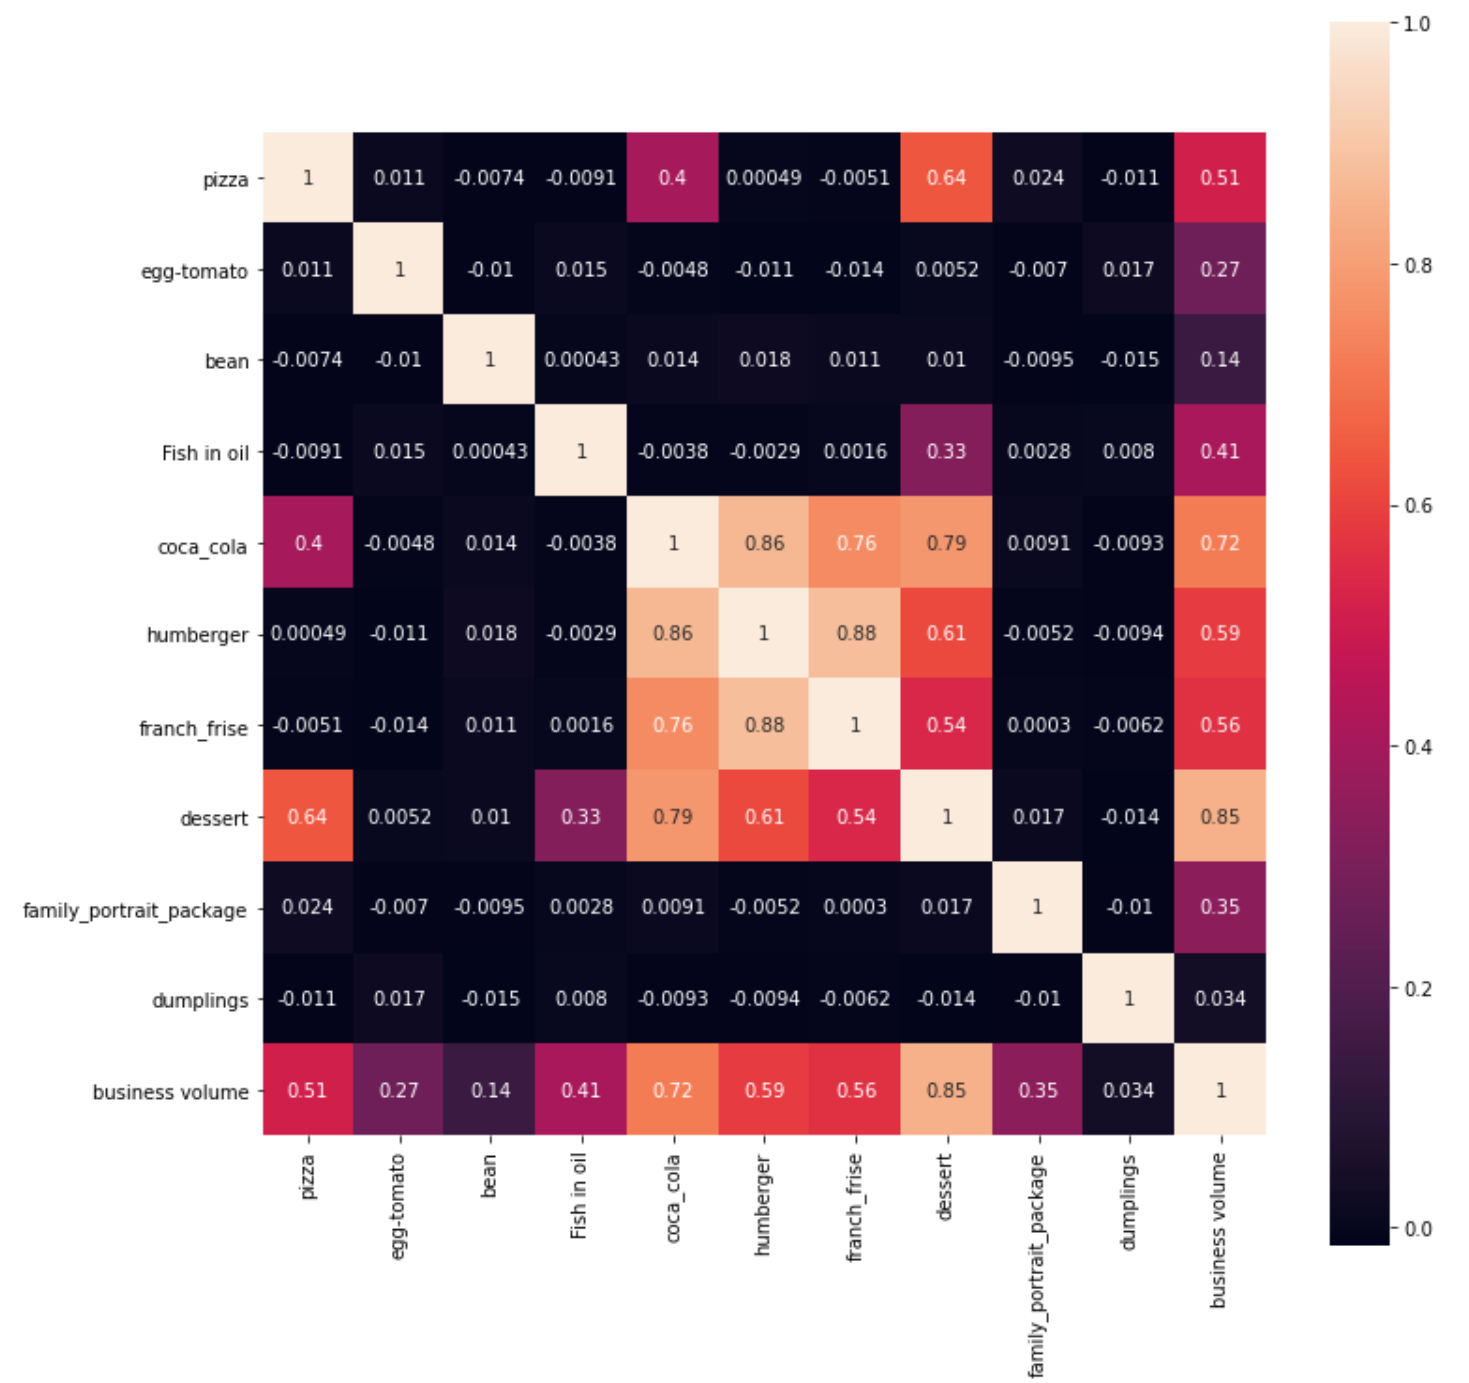 1.0
pizza 1 0.011 -0.0074 -0.0091 0.4 0.00049 -0.0051 0.64 0.024 -0.011 0.51
egg-tomato 0.011 1 -0.01 0.015 -0.0048 -0.011 -0.014 0.0052 -0.007 0.017 0.27
0.8
bean -0.0074 -0.01 1 0.00043 0.014 0.018 0.011 0.01 -0.0095 -0.015 0.14
Fish in oil -0.0091 0.015 0.00043 1 -0.0038 -0.0029 0.0016 0.33 0.0028 0.008 0.41
0.6
coca_cola 0.4 -0.0048 0.014 -0.0038 1 0.86 0.76 0.79 0.0091 -0.0093 0.72
humberger 0.00049 -0.011 0.018 -0.0029 0.86 1 0.88 0.61 -0.0052 -0.0094 0.59
franch_frise -0.0051 -0.014 0.011 0.0016 0.76 0.88 1 0.54 0.0003 -0.0062 0.56
0.4
dessert 0.64 0.0052 0.01 0.33 0.79 0.61 0.54 1 0.017 -0.014 0.85
family_portrait_package 0.024 -0.007 -0.0095 0.0028 0.0091 -0.0052 0.0003 0.017 1 -0.01 0.35
0.2
dumplings -0.011 0.017 -0.015 0.008 -0.0093 -0.0094 -0.0062 -0.014 -0.01 1 0.034
business volume 0.51 0.27 0.14 0.41 0.72 0.59 0.56 0.85 0.35 0.034 1
0.0
pizza
egg-tomato
bean
Fish in oil
coca_cola
humberger
franch_frise
dessert
family_portrait_package
dumplings
business volume